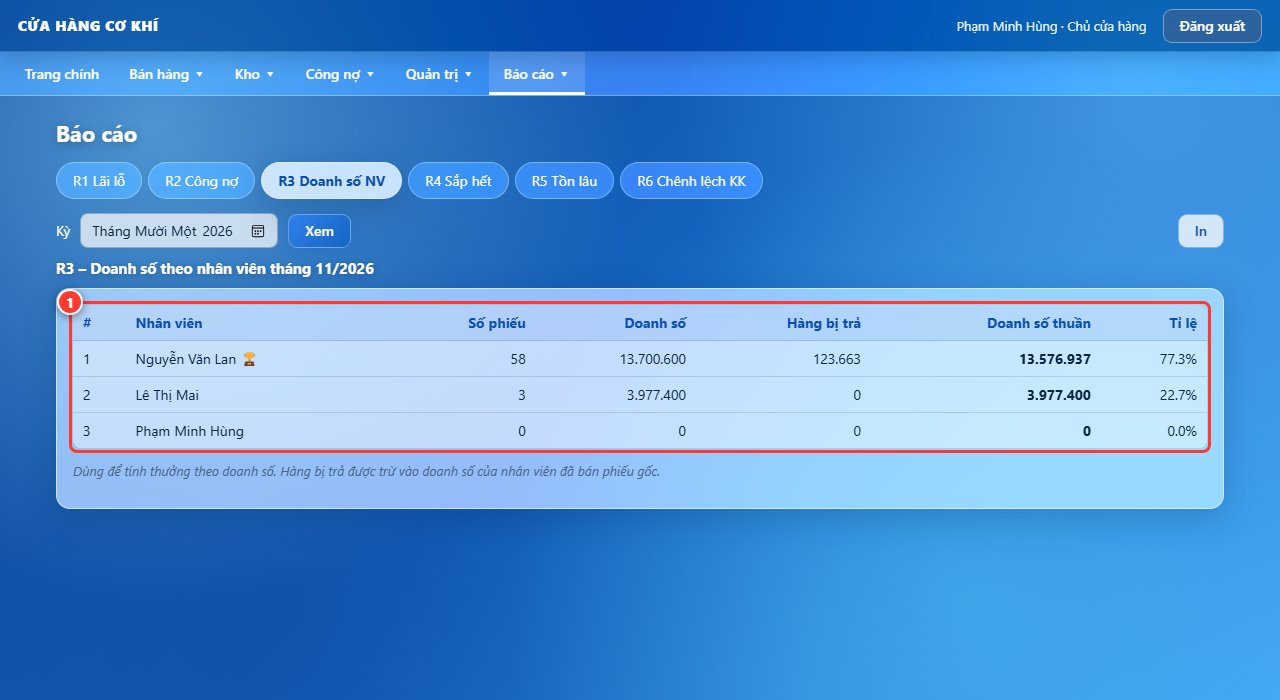 CỬA HÀNG CƠ KHÍ
Phạm Minh Hùng · Chủ cửa hàng Đăng xuất
Trang chính Bán hàng ▼ Kho ▼ Công nợ ▼ Quản trị ▼ Báo cáo ▼
Báo cáo
R1 Lãi lỗ R2 Công nợ R3 Doanh số NV R4 Sắp hết R5 Tồn lâu R6 Chênh lệch KK
Kỳ Tháng Mười Một 2026 Xem In
R3 – Doanh số theo nhân viên tháng 11/2026
1
# Nhân viên Số phiếu Doanh số Hàng bị trả Doanh số thuần Tỉ lệ
1 Nguyễn Văn Lan 🏆 58 13.700.600 123.663 13.576.937 77.3%
2 Lê Thị Mai 3 3.977.400 0 3.977.400 22.7%
3 Phạm Minh Hùng 0 0 0 0 0.0%
Dùng để tính thưởng theo doanh số. Hàng bị trả được trừ vào doanh số của nhân viên đã bán phiếu gốc.